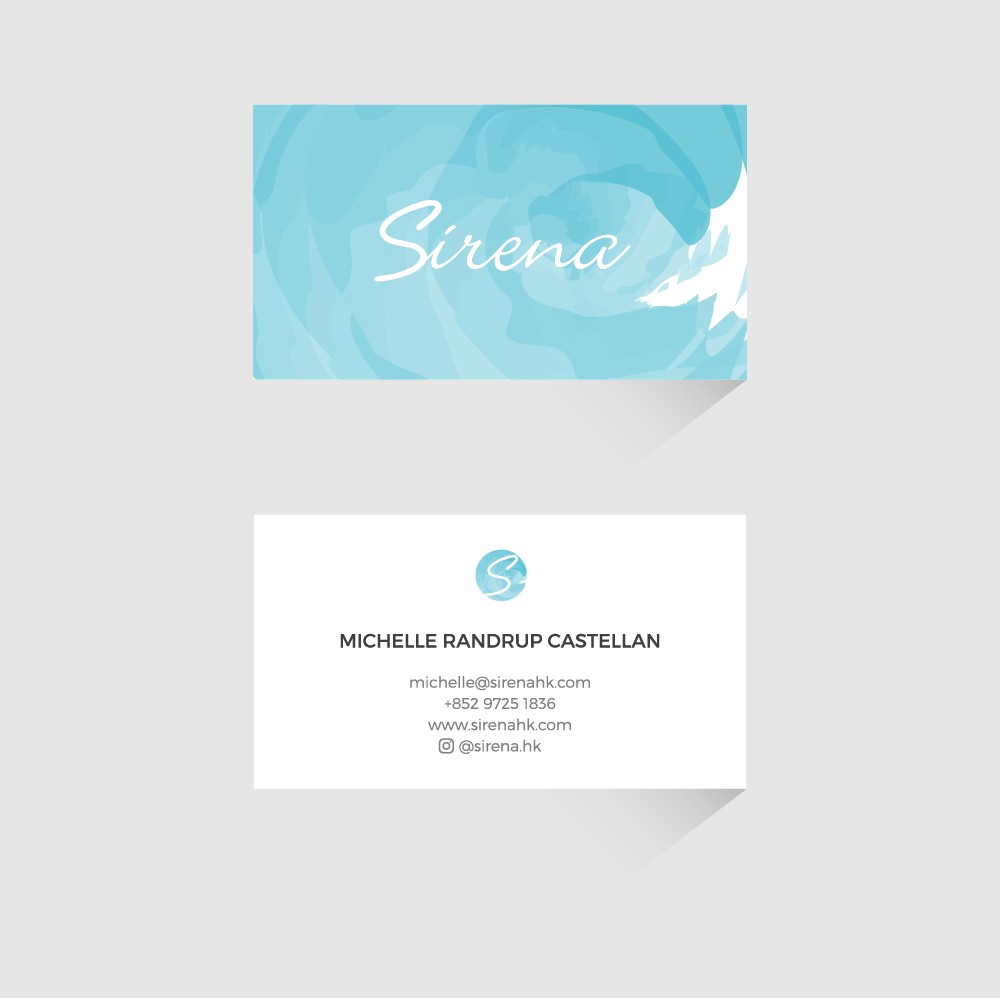 Sirena
S
MICHELLE RANDRUP CASTELLAN
michelle@sirenahk.com
+852 9725 1836
www.sirenahk.com
@sirena.hk